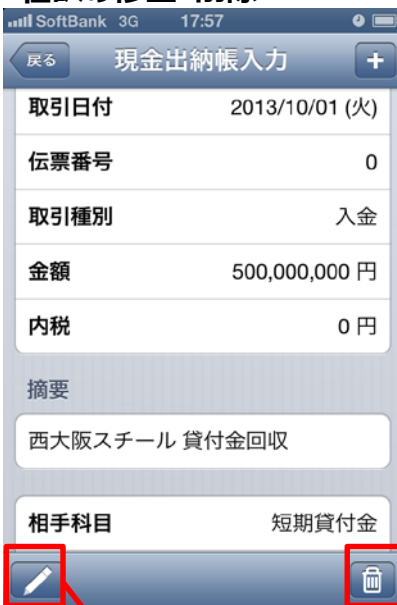 SoftBank 3G 17:57
戻る 現金出納帳入力 +
取引日付 2013/10/01 (火)
伝票番号 0
取引種別 入金
金額 500,000,000 円
内税 0 円
摘要
西大阪スチール 貸付金回収
相手科目 短期貸付金